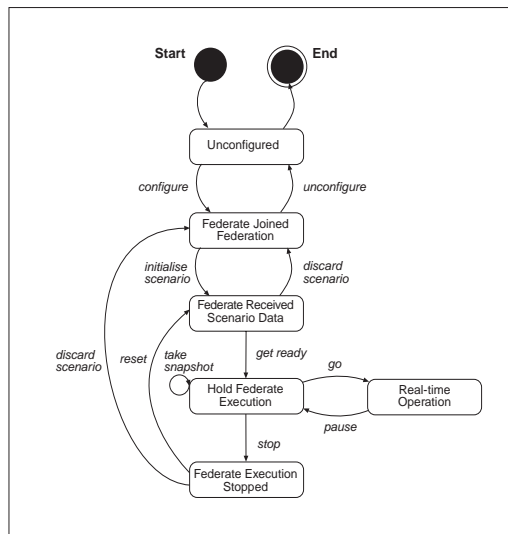 Start
End
Unconfigured
configure
unconfigure
Federate Joined
Federation
initialise
scenario
discard
scenario
Federate Received
Scenario Data
discard
scenario
reset
take
snapshot
get ready
go
Hold Federate
Execution
Real-time
Operation
pause
stop
Federate Execution
Stopped